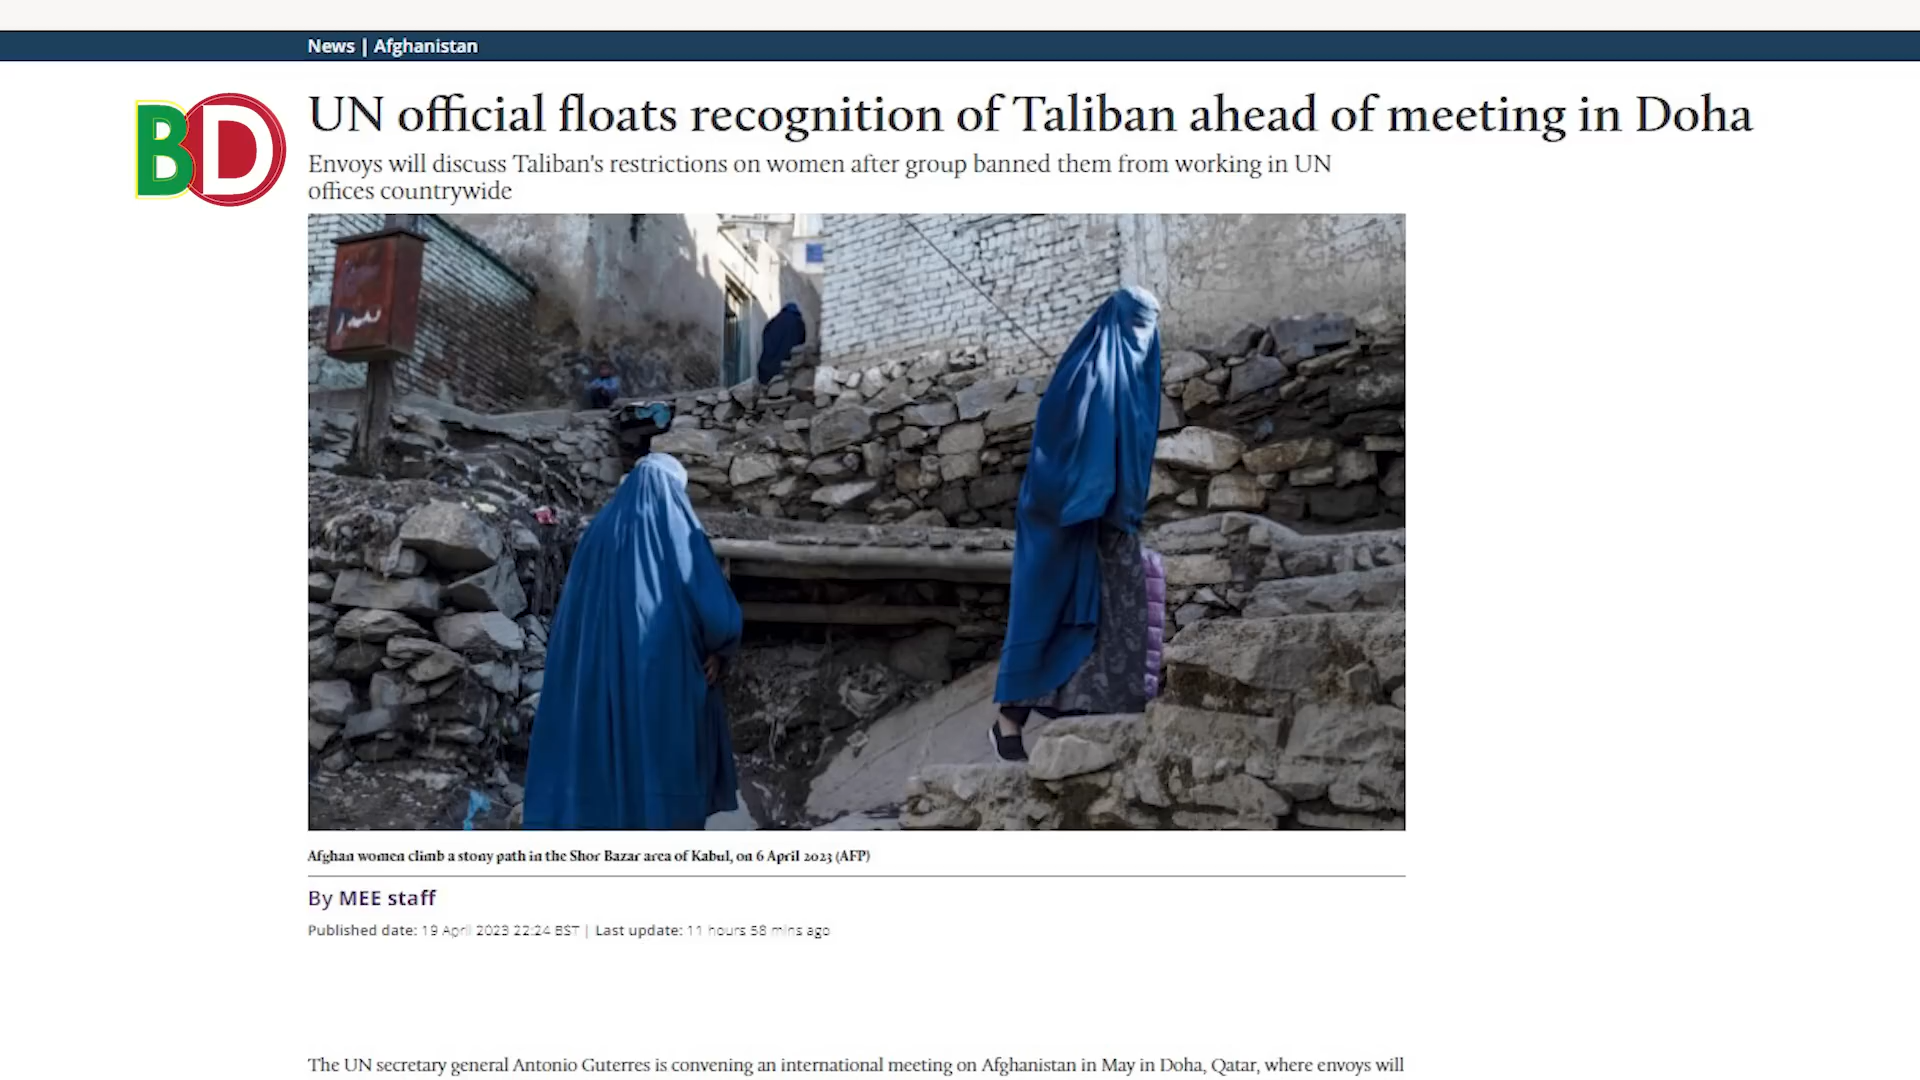 News | Afghanistan
BD
UN official floats recognition of Taliban ahead of meeting in Doha
Envoys will discuss Taliban's restrictions on women after group banned them from working in UN
offices countrywide
Afghan women climb a stony path in the Shor Bazar area of Kabul, on 6 April 2023 (AFP)
By MEE staff
Published date: 19 April 2023 22:24 BST | Last update: 11 hours 58 mins ago
The UN secretary general Antonio Guterres is convening an international meeting on Afghanistan in May in Doha, Qatar, where envoys will